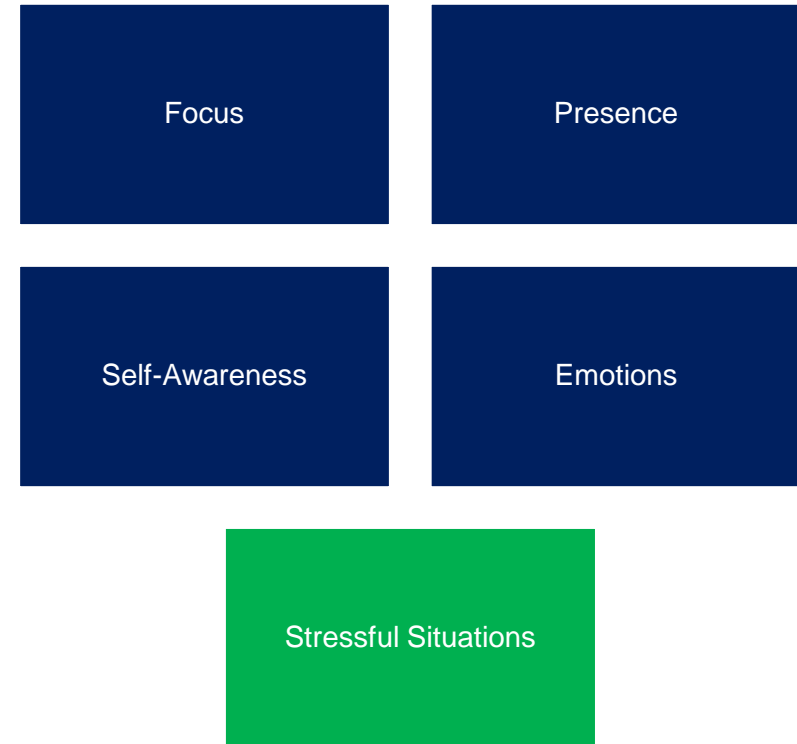 Focus
Presence
Self-Awareness
Emotions
Stressful Situations